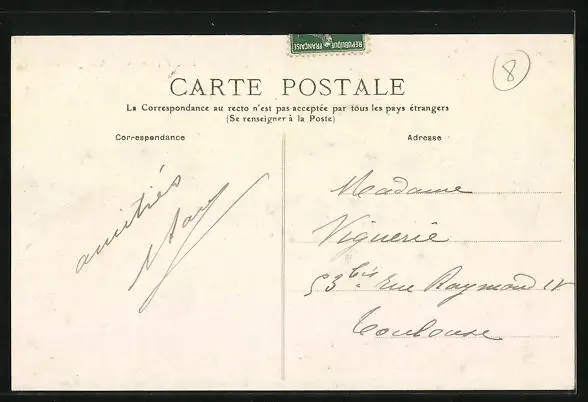 REPUBLIQUE FRANÇAISE
8
CARTE POSTALE
La Correspondance au recto n'est pas acceptée par tous les pays étrangers
(Se renseigner à la Poste)
Correspondance
Adresse
amitiés
Madame
Viguerie
53 bis rue Raymond IV
Toulouse